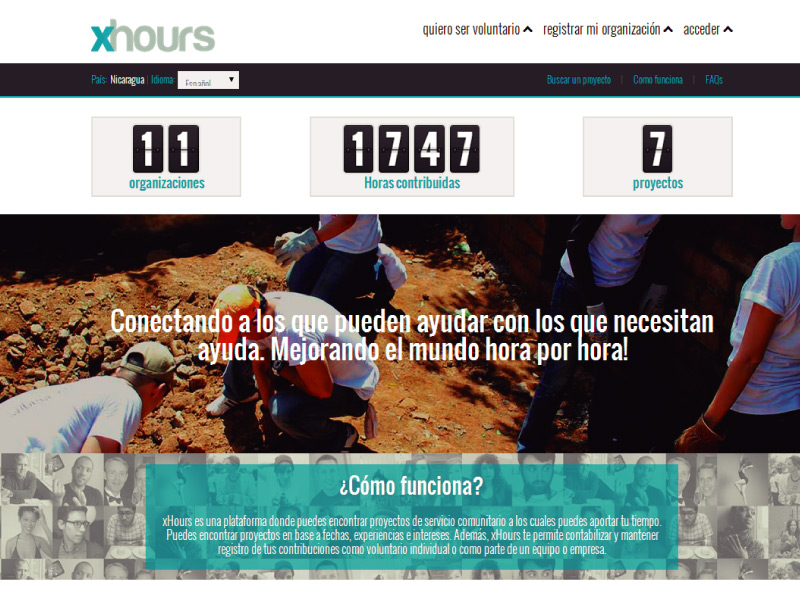 xhours
quiero ser voluntario registrar mi organización acceder
País: Nicaragua | Idioma: Español
Buscar un proyecto | Como funciona | FAQs
11
organizaciones
1747
Horas contribuidas
7
proyectos
Conectando a los que pueden ayudar con los que necesitan
ayuda. Mejorando el mundo hora por hora!
¿Cómo funciona?
xHours es una plataforma donde puedes encontrar proyectos de servicio comunitario a los cuales puedes aportar tu tiempo.
Puedes encontrar proyectos en base a fechas, experiencias e intereses. Además, xHours te permite contabilizar y mantener
registro de tus contribuciones como voluntario individual o como parte de un equipo o empresa.